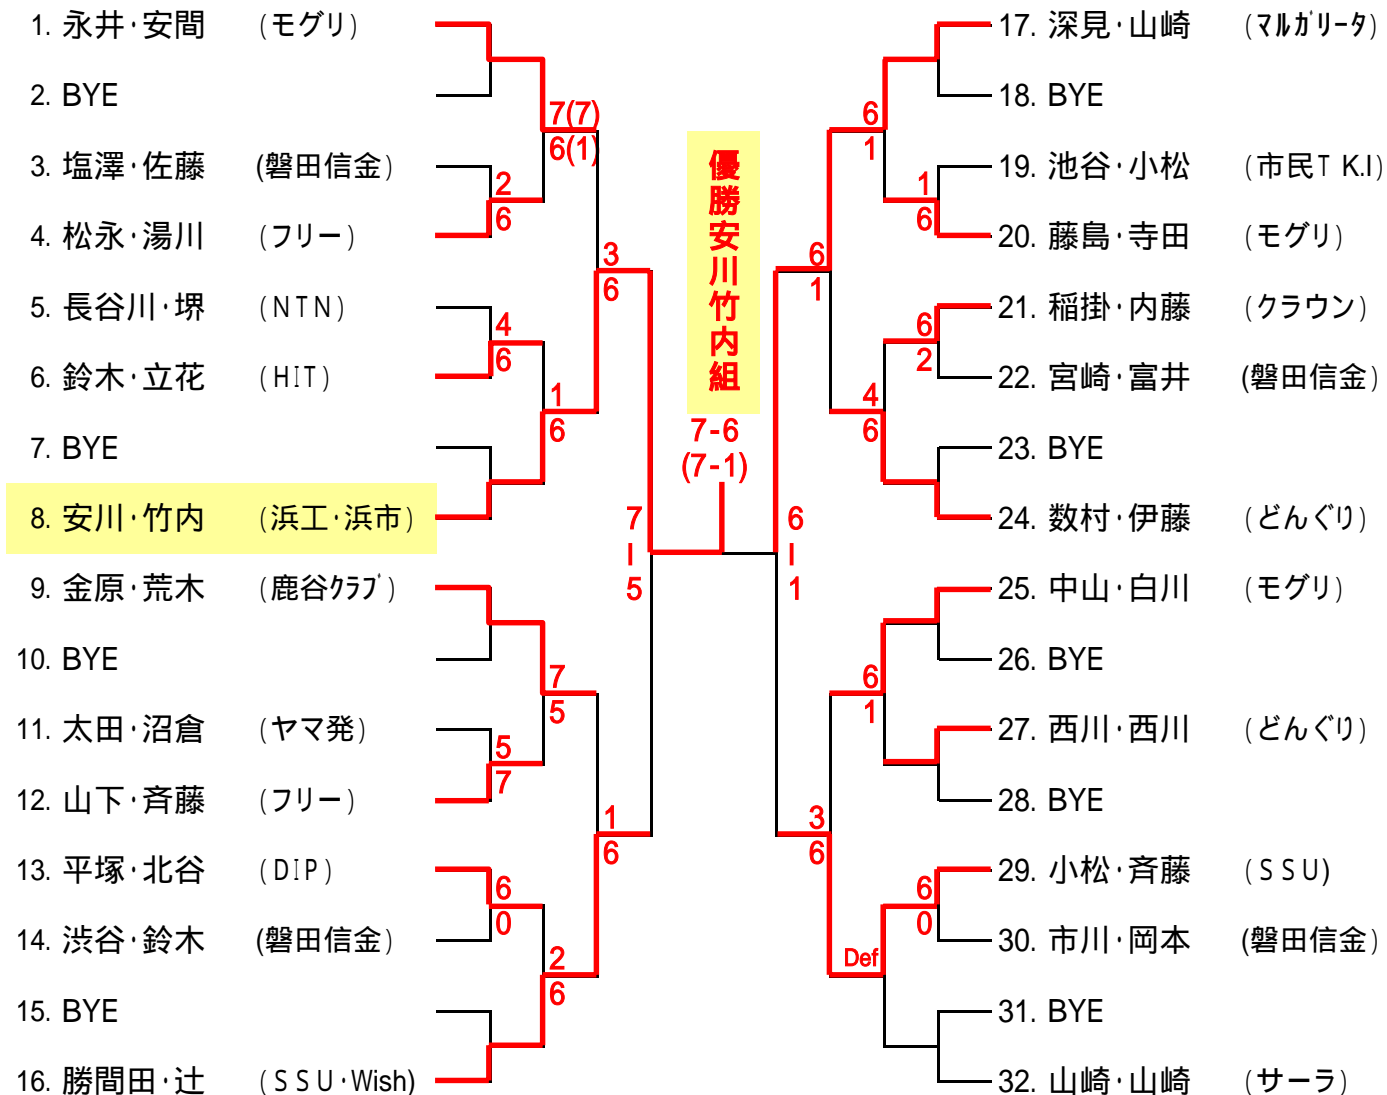 1. 永井・安間 (モグリ)
2. BYE
7(7)
6(1)
3. 塩澤・佐藤 (磐田信金)
2
6
4. 松永・湯川 (フリー)
3
6
5. 長谷川・堺 (NTN)
4
6
6. 鈴木・立花 (HIT)
1
6
7. BYE
8. 安川・竹内 (浜工・浜市)
7
-
5
9. 金原・荒木 (鹿谷クラブ)
10. BYE
7
5
11. 太田・沼倉 (ヤマ発)
5
7
12. 山下・斉藤 (フリー)
1
6
13. 平塚・北谷 (DIP)
6
0
14. 渋谷・鈴木 (磐田信金)
2
6
15. BYE
16. 勝間田・辻 (SSU・Wish)
優勝安川竹内組
7-6
(7-1)
17. 深見・山崎 (マルガリータ)
18. BYE
6
1
19. 池谷・小松 (市民T K.I)
1
6
20. 藤島・寺田 (モグリ)
6
1
21. 稲掛・内藤 (クラウン)
6
2
22. 宮崎・富井 (磐田信金)
4
6
23. BYE
24. 数村・伊藤 (どんぐり)
6
-
1
25. 中山・白川 (モグリ)
26. BYE
6
1
27. 西川・西川 (どんぐり)
28. BYE
3
6
29. 小松・斉藤 (SSU)
6
0
30. 市川・岡本 (磐田信金)
Def
31. BYE
32. 山崎・山崎 (サーラ)